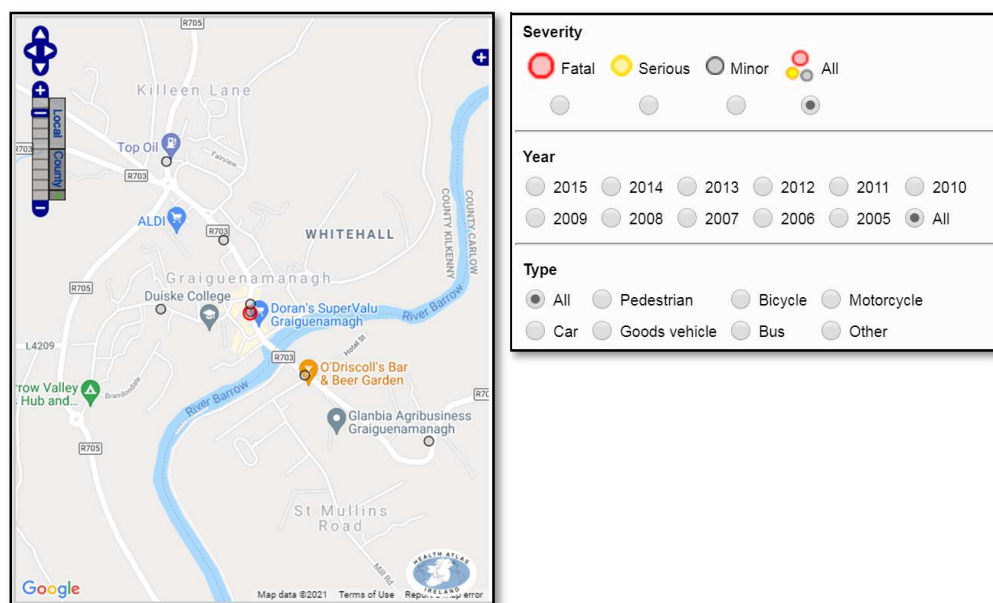 R705
Killeen Lane
Local
County
Top Oil
R703
Fairview
R703
ALDI
R703
WHITEHALL
COUNTY KILKENNY
COUNTY CARLOW
Graiguenamanagh
Duiske College
Doran's SuperValu
Graiguenamagh
River Barrow
L4209
R703
Hotel St
O'Driscoll's Bar
& Beer Garden
rrow Valley
s Hub and...
Brandondale
River Barrow
Glanbia Agribusiness
Graiguenamanagh
R70
R705
R705
St Mullins
Road
Mill Rd
HEALTH ATLAS
IRELAND
Google
Map data ©2021 Terms of Use Report a map error
Severity
Fatal Serious Minor All
Year
2015 2014 2013 2012 2011 2010
2009 2008 2007 2006 2005 All
Type
All Pedestrian Bicycle Motorcycle
Car Goods vehicle Bus Other